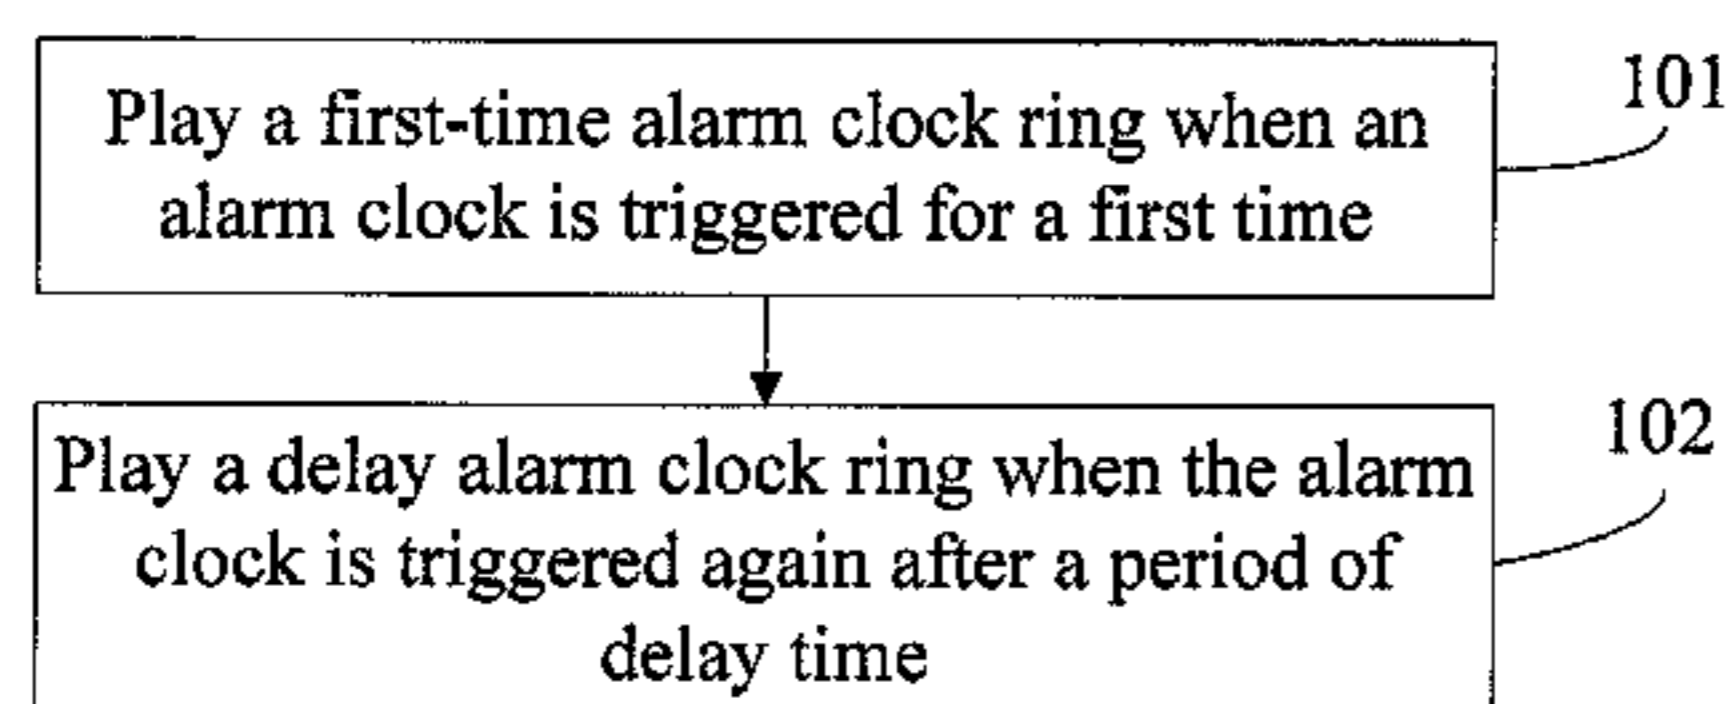 101
Play a first-time alarm clock ring when an
alarm clock is triggered for a first time
102
Play a delay alarm clock ring when the alarm
clock is triggered again after a period of
delay time